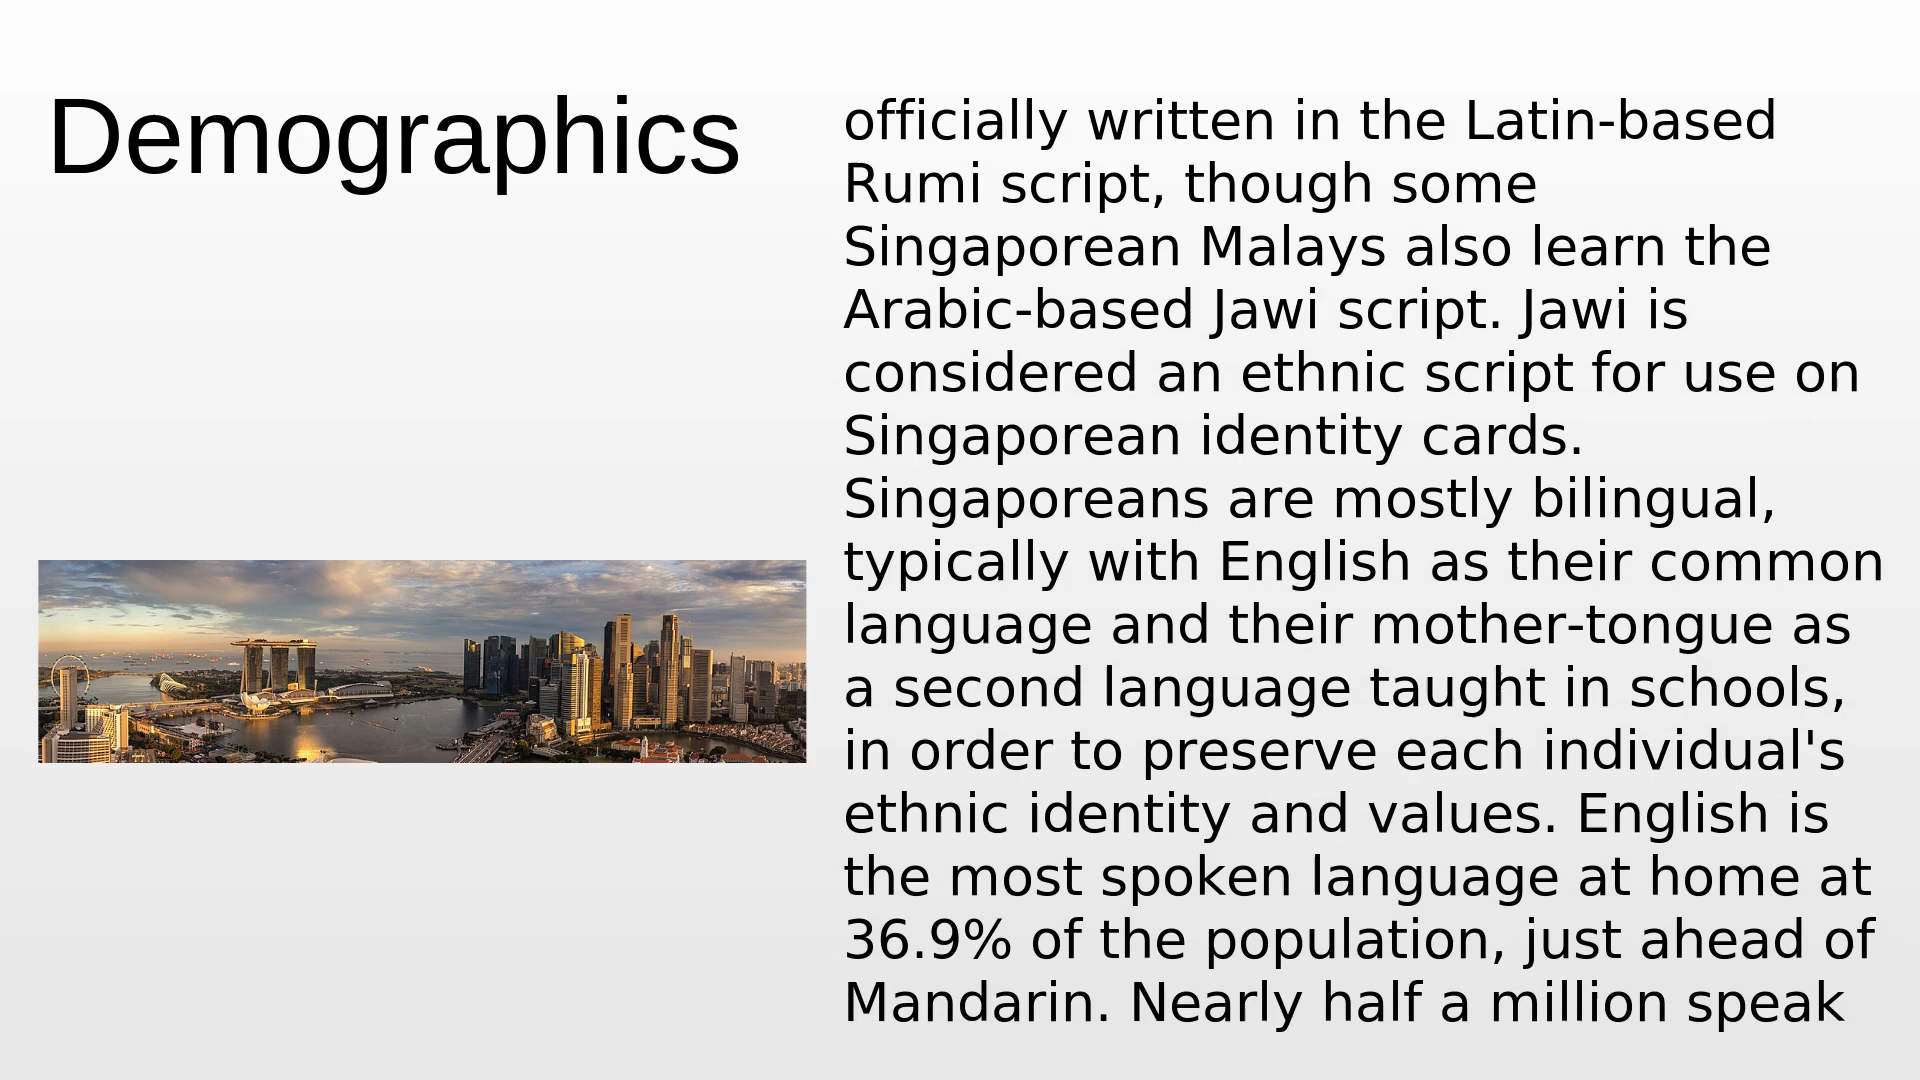 Demographics
officially written in the Latin-based
Rumi script, though some
Singaporean Malays also learn the
Arabic-based Jawi script. Jawi is
considered an ethnic script for use on
Singaporean identity cards.
Singaporeans are mostly bilingual,
typically with English as their common
language and their mother-tongue as
a second language taught in schools,
in order to preserve each individual's
ethnic identity and values. English is
the most spoken language at home at
36.9% of the population, just ahead of
Mandarin. Nearly half a million speak